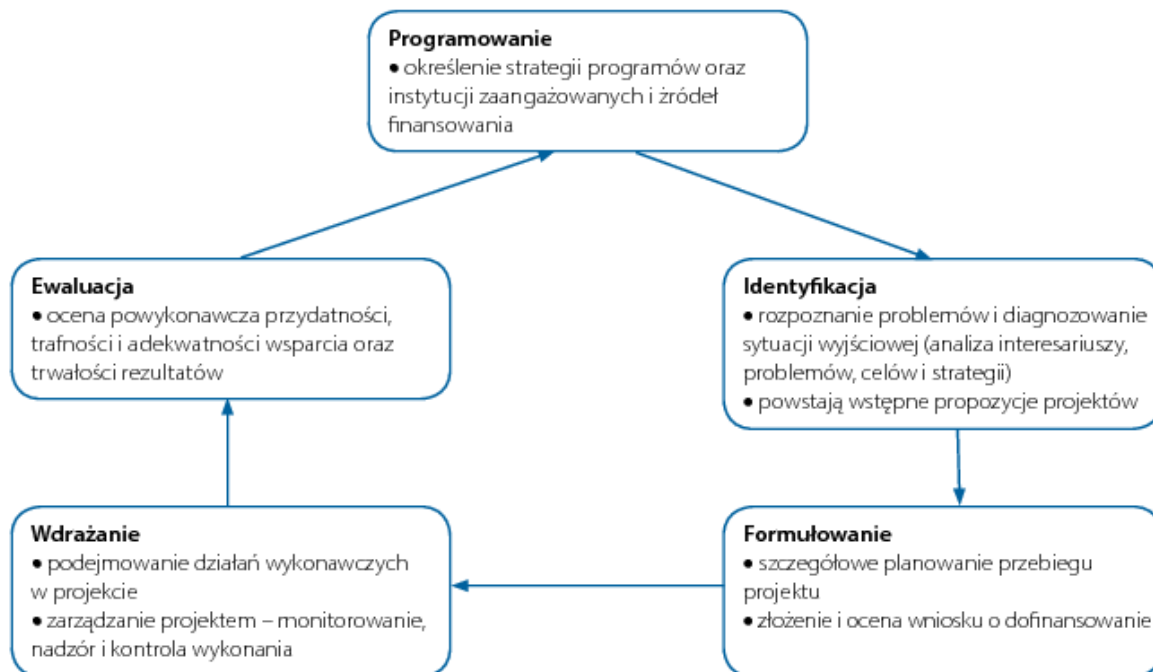 Programowanie
• określenie strategii programów oraz
instytucji zaangażowanych i źródeł
finansowania
Ewaluacja
• ocena powykonawcza przydatności,
trafności i adekwatności wsparcia oraz
trwałości rezultatów
Identyfikacja
• rozpoznanie problemów i diagnozowanie
sytuacji wyjściowej (analiza interesariuszy,
problemów, celów i strategii)
• powstają wstępne propozycje projektów
Wdrażanie
• podejmowanie działań wykonawczych
w projekcie
• zarządzanie projektem – monitorowanie,
nadzór i kontrola wykonania
Formułowanie
• szczegółowe planowanie przebiegu
projektu
• złożenie i ocena wniosku o dofinansowanie